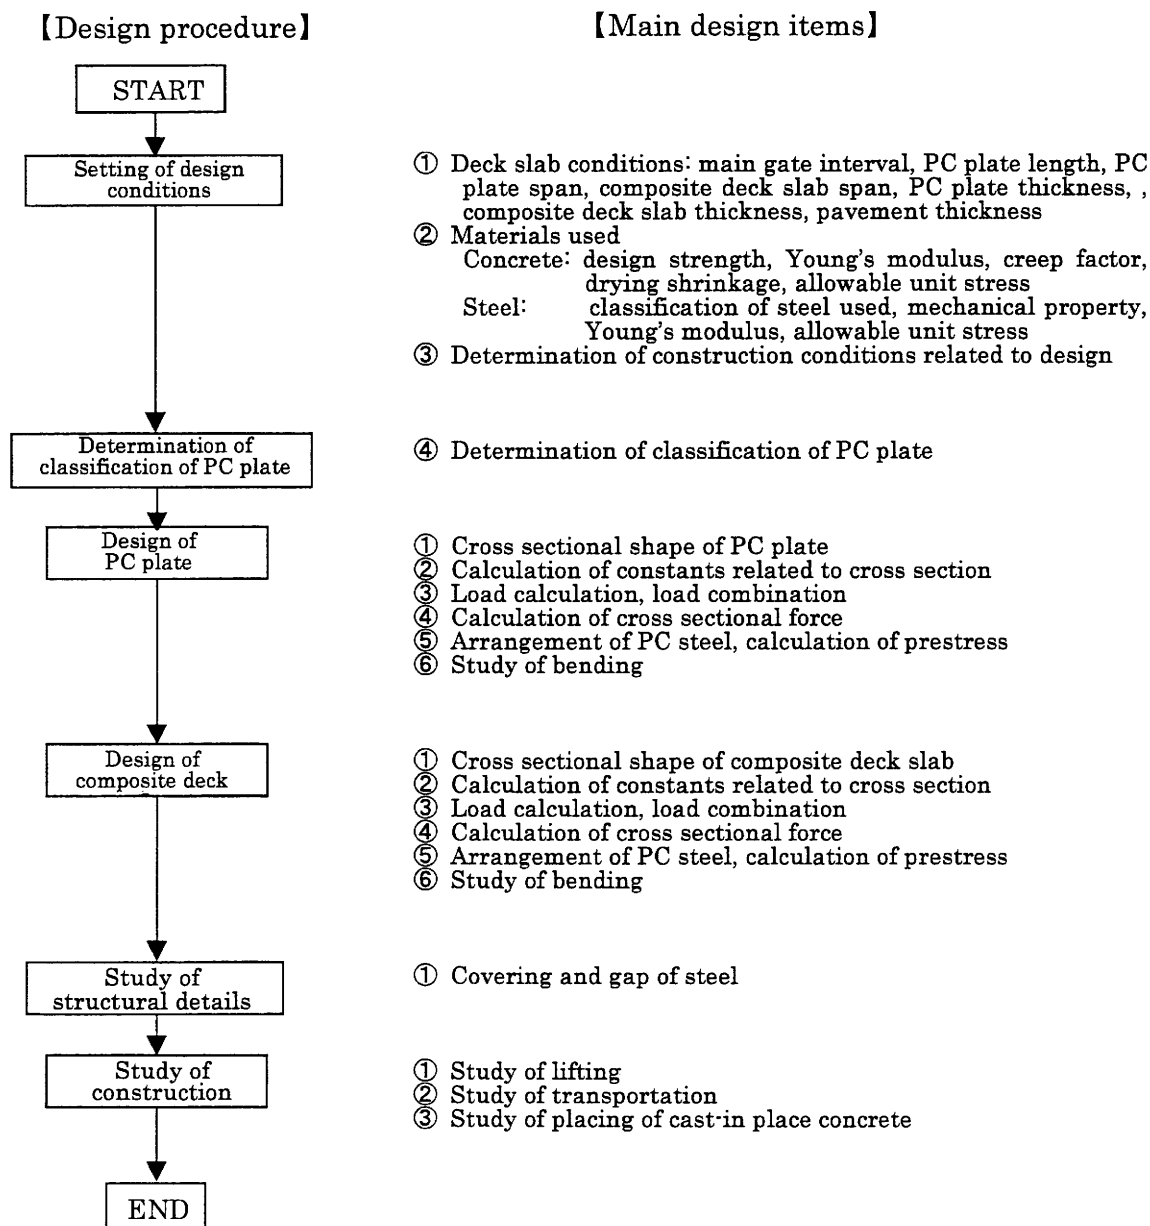 【Design procedure】
【Main design items】
START
Setting of design
conditions
① Deck slab conditions: main gate interval, PC plate length, PC
plate span, composite deck slab span, PC plate thickness, ,
composite deck slab thickness, pavement thickness
② Materials used
Concrete: design strength, Young's modulus, creep factor,
drying shrinkage, allowable unit stress
Steel: classification of steel used, mechanical property,
Young's modulus, allowable unit stress
③ Determination of construction conditions related to design
Determination of
classification of PC plate
④ Determination of classification of PC plate
Design of
PC plate
① Cross sectional shape of PC plate
② Calculation of constants related to cross section
③ Load calculation, load combination
④ Calculation of cross sectional force
⑤ Arrangement of PC steel, calculation of prestress
⑥ Study of bending
Design of
composite deck
① Cross sectional shape of composite deck slab
② Calculation of constants related to cross section
③ Load calculation, load combination
④ Calculation of cross sectional force
⑤ Arrangement of PC steel, calculation of prestress
⑥ Study of bending
Study of
structural details
① Covering and gap of steel
Study of
construction
① Study of lifting
② Study of transportation
③ Study of placing of cast-in place concrete
END